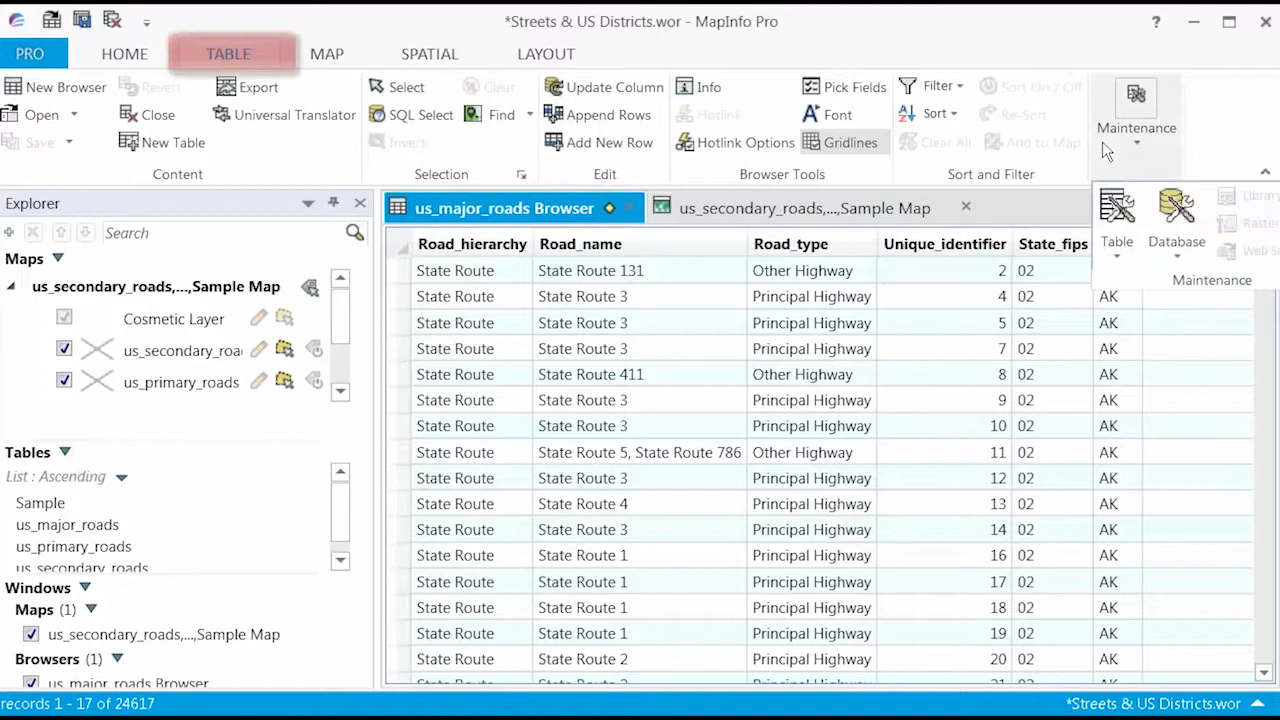 *Streets & US Districts.wor - MapInfo Pro
?
PRO HOME TABLE MAP SPATIAL LAYOUT
New Browser Revert Export Select Clear Update Column Info Pick Fields Filter Sort On / Off
Open Close Universal Translator SQL Select Find Append Rows Hotlink Font Sort Re-Sort Maintenance
Save New Table Invert Add New Row Hotlink Options Gridlines Clear All Add to Map
Content Selection Edit Browser Tools Sort and Filter
Explorer us_major_roads Browser us_secondary_roads,...,Sample Map
Table Database
Maintenance
Search
Maps
us_secondary_roads,...,Sample Map
Cosmetic Layer
us_secondary_roa
us_primary_roads
Tables
List : Ascending
Sample
us_major_roads
us_primary_roads
us_secondary_roads
Windows
Maps (1)
us_secondary_roads,...,Sample Map
Browsers (1)
us_major_roads Browser
Road_hierarchy Road_name Road_type Unique_identifier State_fips
State Route State Route 131 Other Highway 2 02
State Route State Route 3 Principal Highway 4 02 AK
State Route State Route 3 Principal Highway 5 02 AK
State Route State Route 3 Principal Highway 7 02 AK
State Route State Route 411 Other Highway 8 02 AK
State Route State Route 3 Principal Highway 9 02 AK
State Route State Route 3 Principal Highway 10 02 AK
State Route State Route 5, State Route 786 Other Highway 11 02 AK
State Route State Route 3 Principal Highway 12 02 AK
State Route State Route 4 Principal Highway 13 02 AK
State Route State Route 3 Principal Highway 14 02 AK
State Route State Route 1 Principal Highway 16 02 AK
State Route State Route 1 Principal Highway 17 02 AK
State Route State Route 1 Principal Highway 18 02 AK
State Route State Route 1 Principal Highway 19 02 AK
State Route State Route 2 Principal Highway 20 02 AK
records 1 - 17 of 24617 *Streets & US Districts.wor